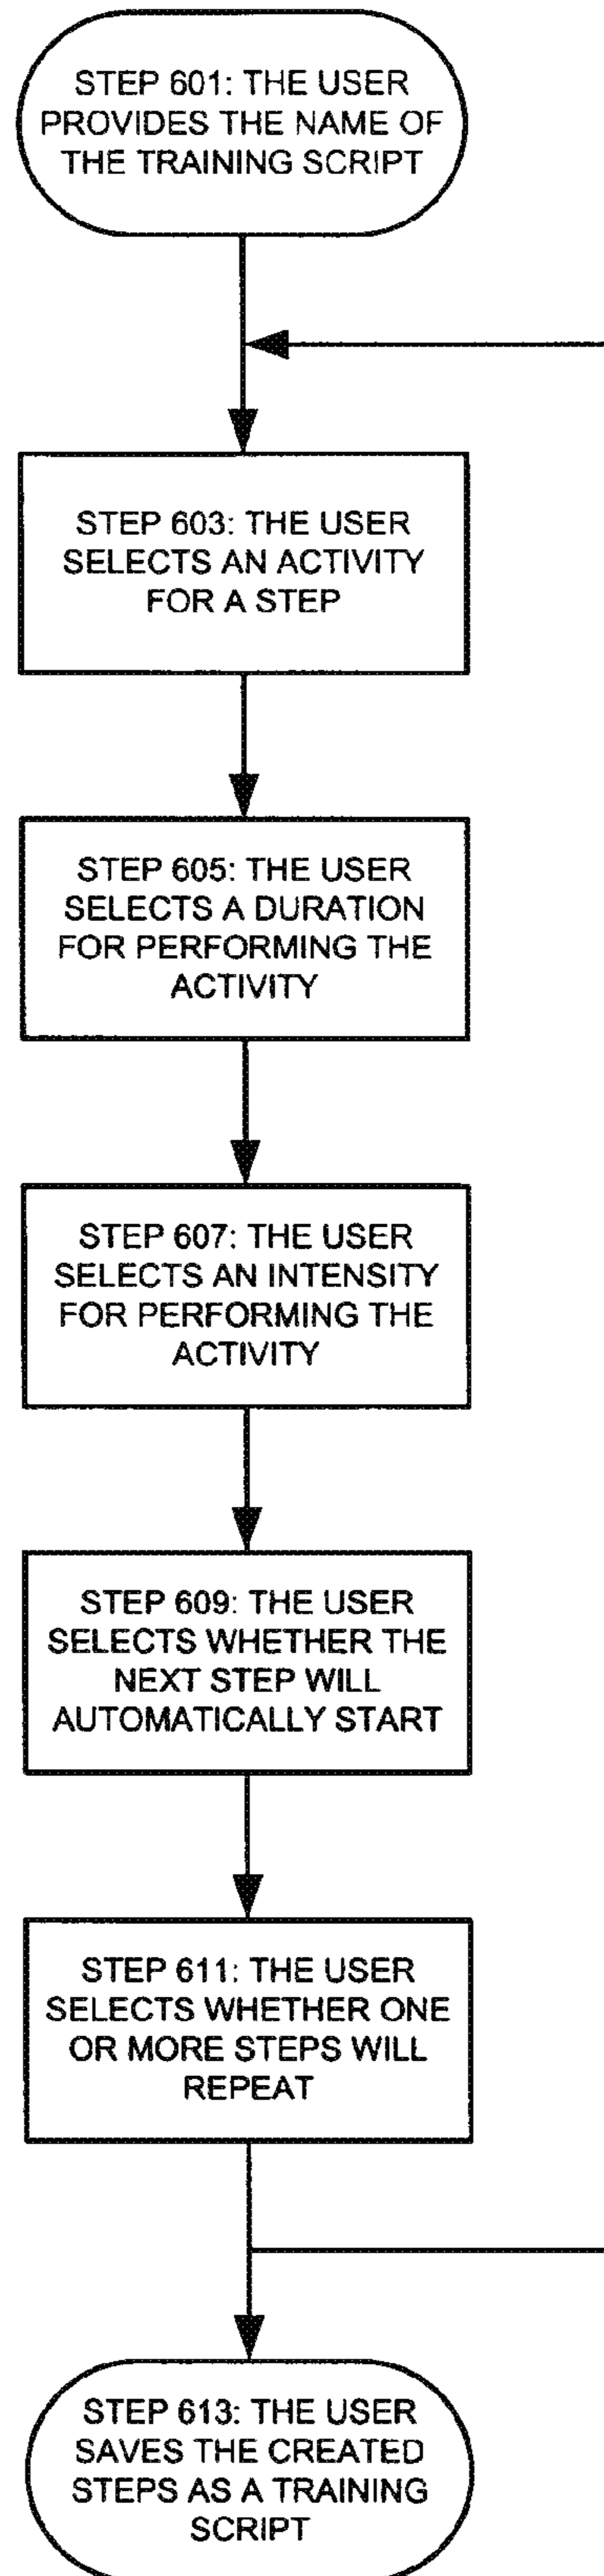 STEP 601: THE USER
PROVIDES THE NAME OF
THE TRAINING SCRIPT
STEP 603: THE USER
SELECTS AN ACTIVITY
FOR A STEP
STEP 605: THE USER
SELECTS A DURATION
FOR PERFORMING THE
ACTIVITY
STEP 607: THE USER
SELECTS AN INTENSITY
FOR PERFORMING THE
ACTIVITY
STEP 609: THE USER
SELECTS WHETHER THE
NEXT STEP WILL
AUTOMATICALLY START
STEP 611: THE USER
SELECTS WHETHER ONE
OR MORE STEPS WILL
REPEAT
STEP 613: THE USER
SAVES THE CREATED
STEPS AS A TRAINING
SCRIPT